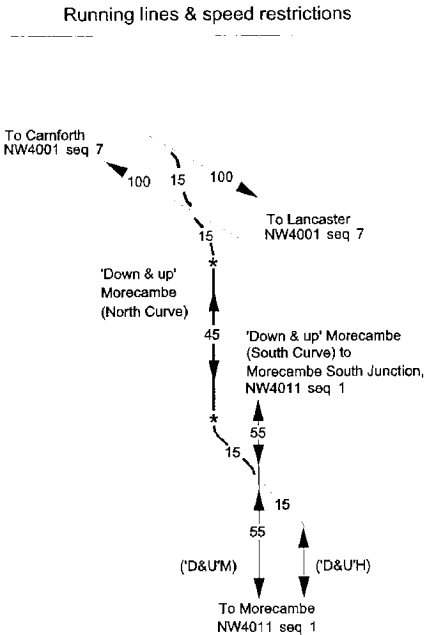 Running lines & speed restrictions
To Carnforth
NW4001 seq 7
100
15
100
To Lancaster
NW4001 seq 7
15
*
'Down & up'
Morecambe
(North Curve)
45
'Down & up' Morecambe
(South Curve) to
Morecambe South Junction,
NW4011 seq 1
*
55
15
15
55
('D&U'M)
('D&U'H)
To Morecambe
NW4011 seq 1